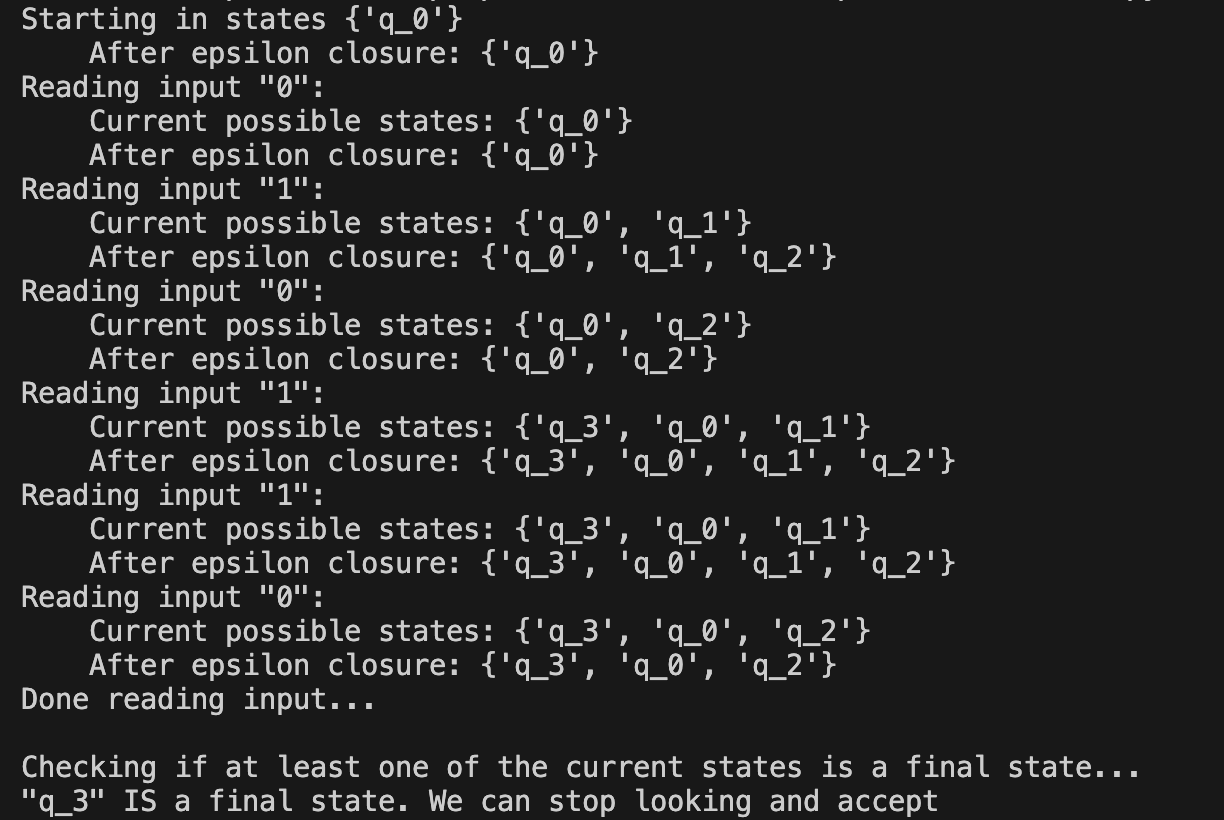 Starting in states {'q_0'}
    After epsilon closure: {'q_0'}
Reading input "0":
    Current possible states: {'q_0'}
    After epsilon closure: {'q_0'}
Reading input "1":
    Current possible states: {'q_0', 'q_1'}
    After epsilon closure: {'q_0', 'q_1', 'q_2'}
Reading input "0":
    Current possible states: {'q_0', 'q_2'}
    After epsilon closure: {'q_0', 'q_2'}
Reading input "1":
    Current possible states: {'q_3', 'q_0', 'q_1'}
    After epsilon closure: {'q_3', 'q_0', 'q_1', 'q_2'}
Reading input "1":
    Current possible states: {'q_3', 'q_0', 'q_1'}
    After epsilon closure: {'q_3', 'q_0', 'q_1', 'q_2'}
Reading input "0":
    Current possible states: {'q_3', 'q_0', 'q_2'}
    After epsilon closure: {'q_3', 'q_0', 'q_2'}
Done reading input...

Checking if at least one of the current states is a final state...
"q_3" IS a final state. We can stop looking and accept